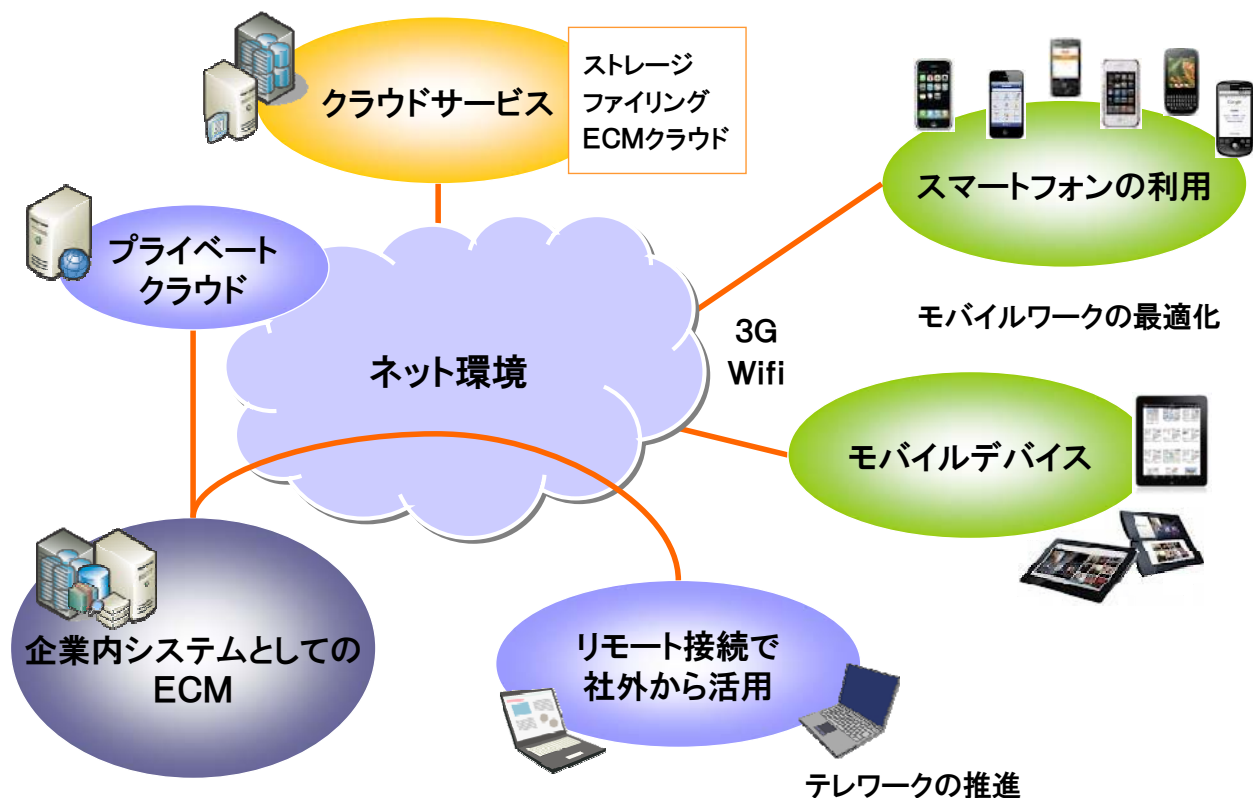 クラウドサービス
ストレージ
ファイリング
ECMクラウド
スマートフォンの利用
プライベート
クラウド
モバイルワークの最適化
3G
Wifi
ネット環境
モバイルデバイス
企業内システムとしての
ECM
リモート接続で
社外から活用
テレワークの推進